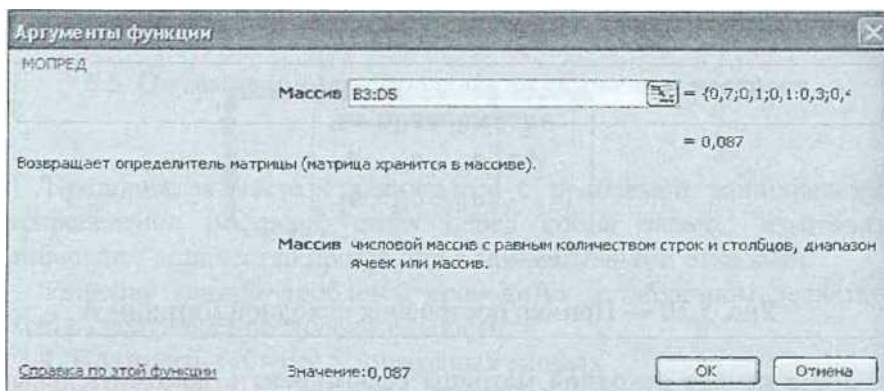 Аргументы функции
МОПРЕД
Массив B3:D5 = {0,7;0,1;0,1:0,3;0,4
= 0,087
Возвращает определитель матрицы (матрица хранится в массиве).
Массив числовой массив с равным количеством строк и столбцов, диапазон
ячеек или массив.
Справка по этой функции
Значение:0,087
OK
Отмена